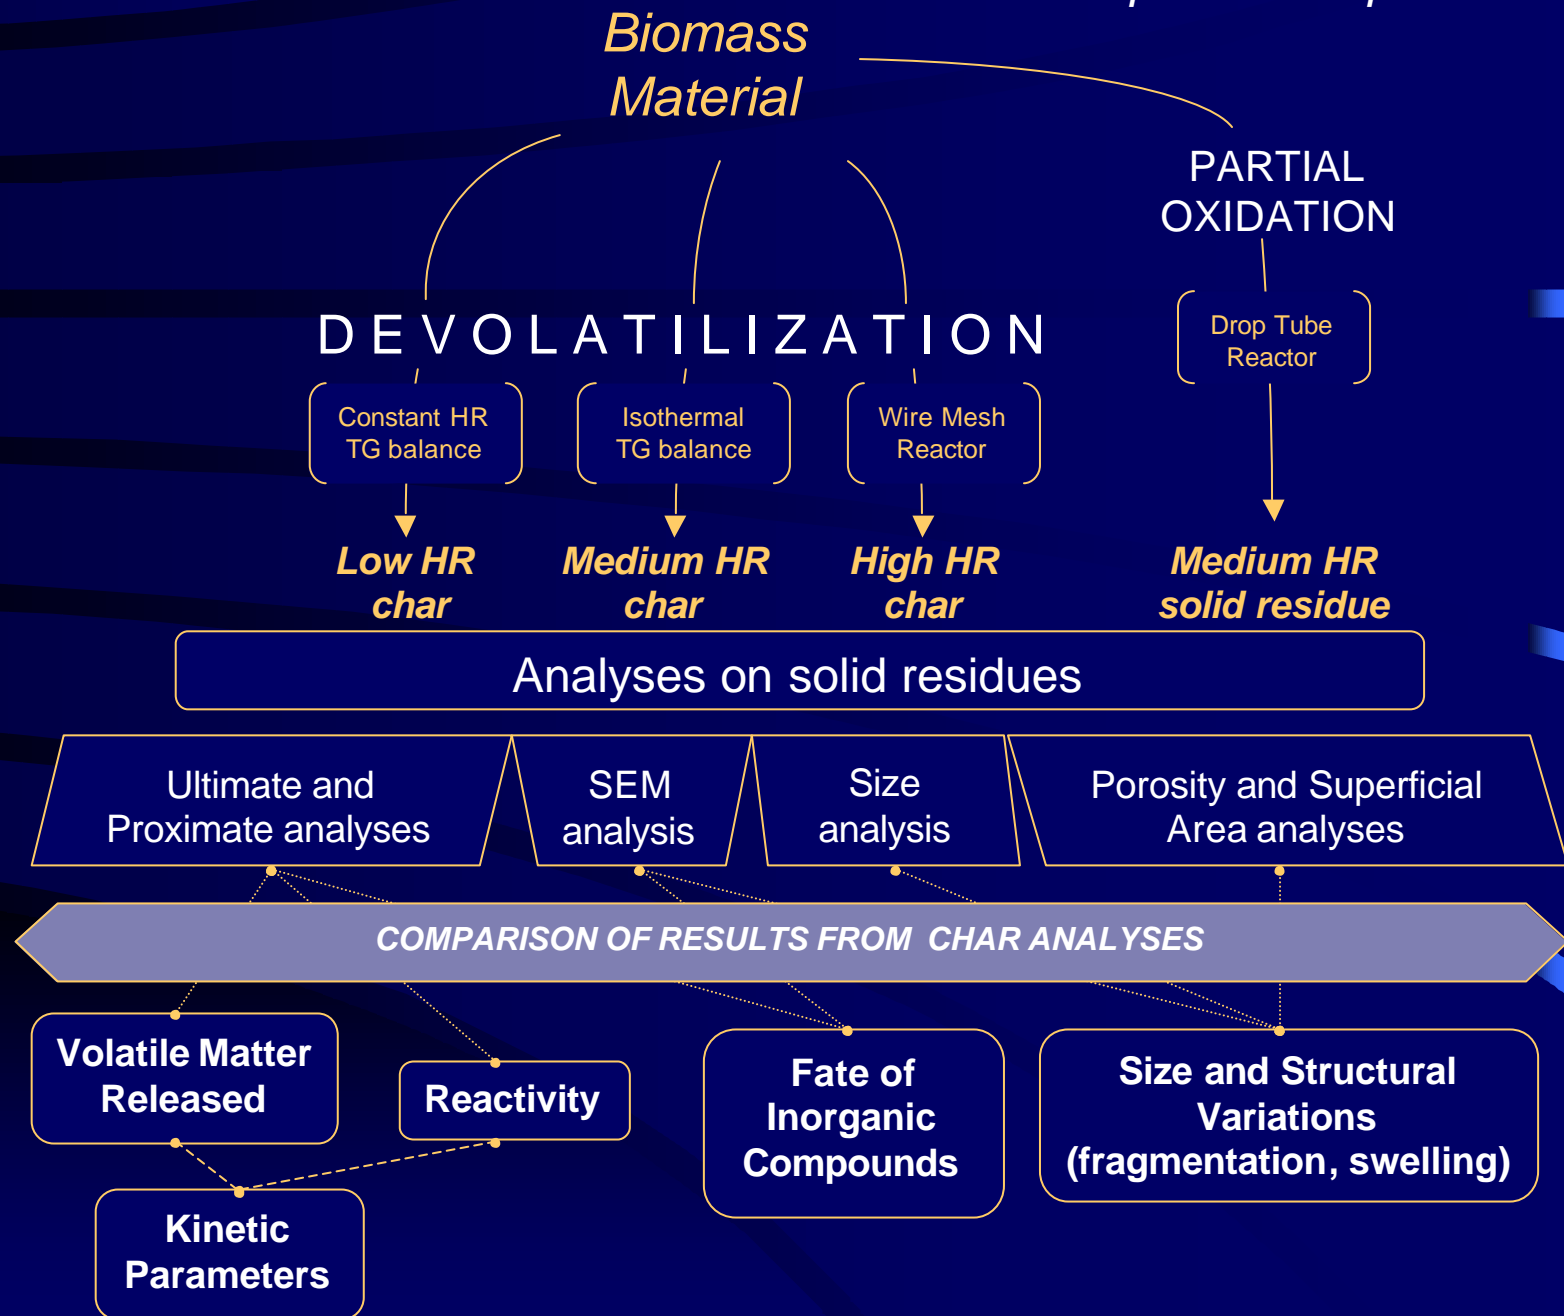 Biomass
Material
PARTIAL
OXIDATION
DEVOLATILIZATION
Drop Tube
Reactor
Constant HR
TG balance
Isothermal
TG balance
Wire Mesh
Reactor
Low HR
char
Medium HR
char
High HR
char
Medium HR
solid residue
Analyses on solid residues
Ultimate and
Proximate analyses
SEM
analysis
Size
analysis
Porosity and Superficial
Area analyses
COMPARISON OF RESULTS FROM CHAR ANALYSES
Volatile Matter
Released
Reactivity
Fate of
Inorganic
Compounds
Size and Structural
Variations
(fragmentation, swelling)
Kinetic
Parameters